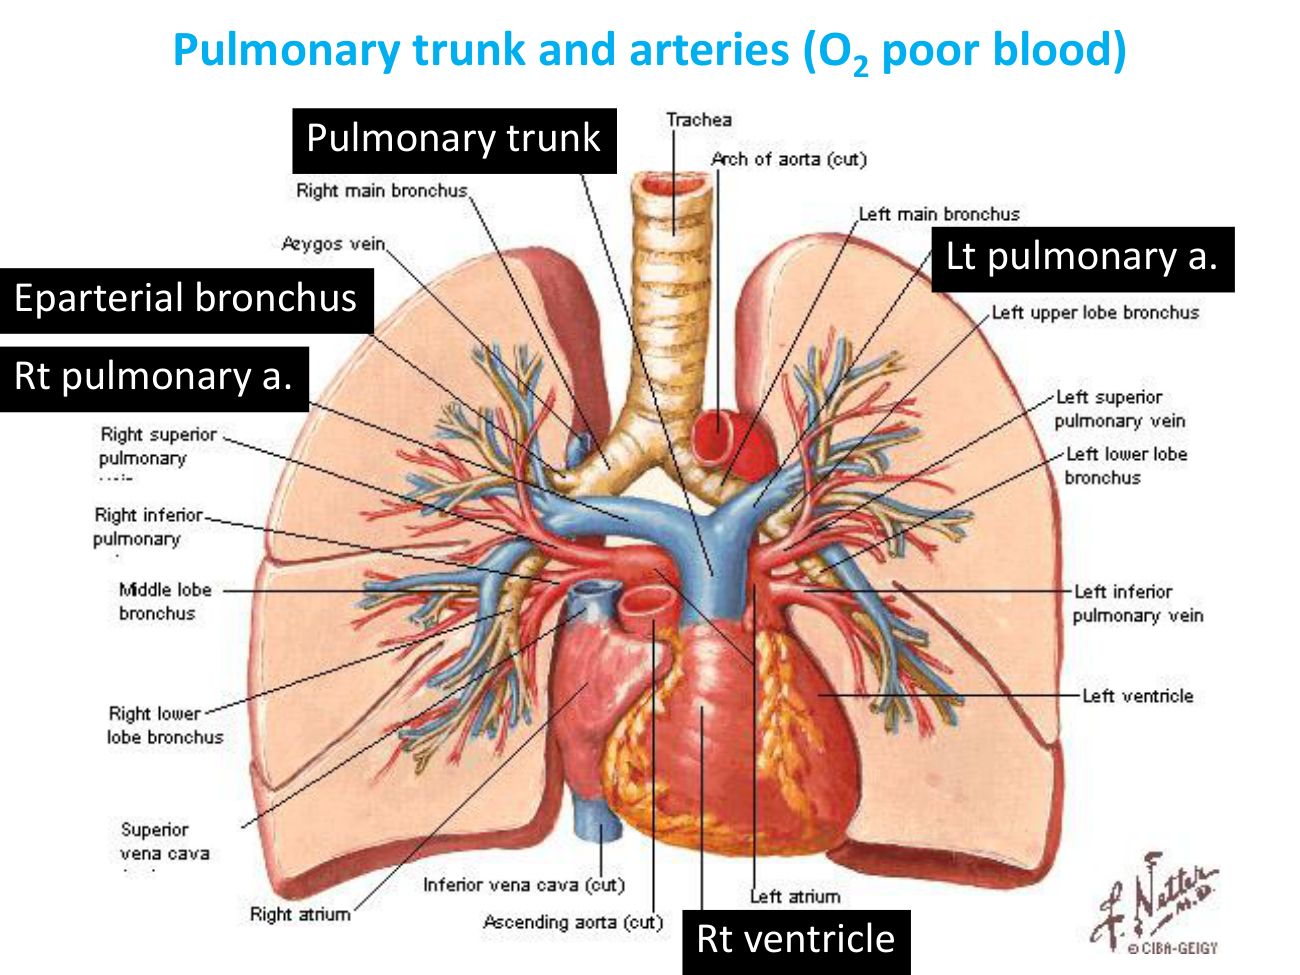 Pulmonary trunk and arteries (O2 poor blood)
Pulmonary trunk
Trachea
Arch of aorta (cut)
Right main bronchus
Left main bronchus
Azygos vein
Lt pulmonary a.
Eparterial bronchus
Left upper lobe bronchus
Rt pulmonary a.
Left superior
pulmonary vein
Right superior
pulmonary
Left lower lobe
bronchus
Right inferior
pulmonary
Middle lobe
bronchus
Left inferior
pulmonary vein
Left ventricle
Right lower
lobe bronchus
Superior
vena cava
Inferior vena cava (cut)
Left atrium
Right atrium
Ascending aorta (cut)
Rt ventricle
F. Netter
M.D.
© CIBA-GEIGY